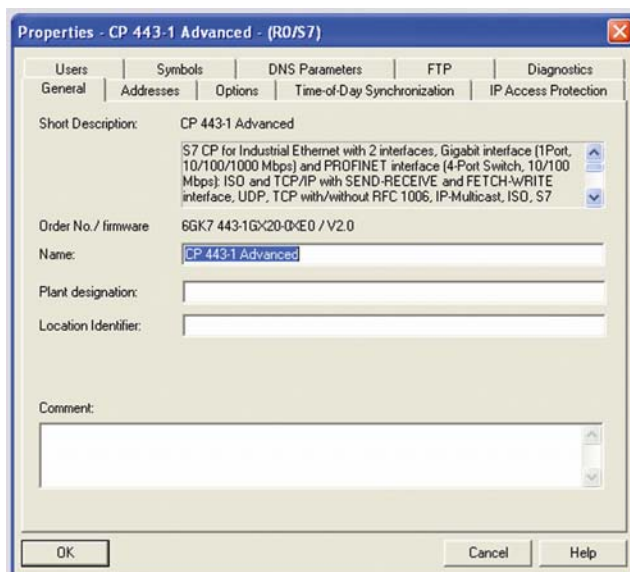 Properties - CP 443-1 Advanced - (R0/S7)
Users Symbols DNS Parameters FTP Diagnostics
General Addresses Options Time-of-Day Synchronization IP Access Protection
Short Description: CP 443-1 Advanced
S7 CP for Industrial Ethernet with 2 interfaces, Gigabit interface (1Port,
10/100/1000 Mbps) and PROFINET interface (4-Port Switch, 10/100
Mbps): ISO and TCP/IP with SEND-RECEIVE and FETCH-WRITE
interface, UDP, TCP with/without RFC 1006, IP-Multicast, ISO, S7
Order No./ firmware 6GK7 443-1GX20-0XE0 / V2.0
Name: CP 443-1 Advanced
Plant designation:
Location Identifier:
Comment:
OK Cancel Help